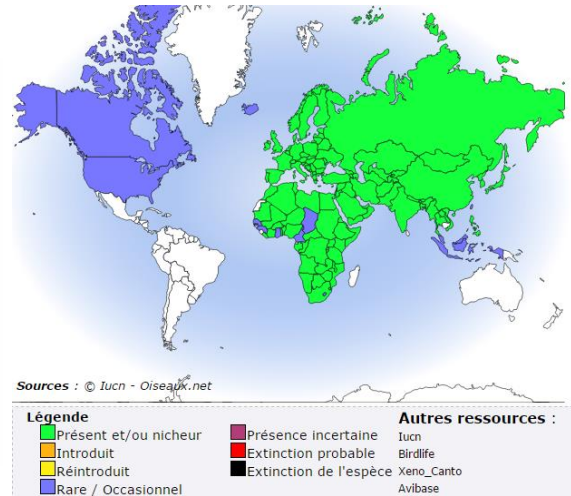 Sources : © Iucn - Oiseaux.net
Légende
Présent et/ou nicheur
Introduit
Réintroduit
Rare / Occasionnel
Présence incertaine
Extinction probable
Extinction de l'espèce
Autres ressources :
Iucn
Birdlife
Xeno_Canto
Avibase